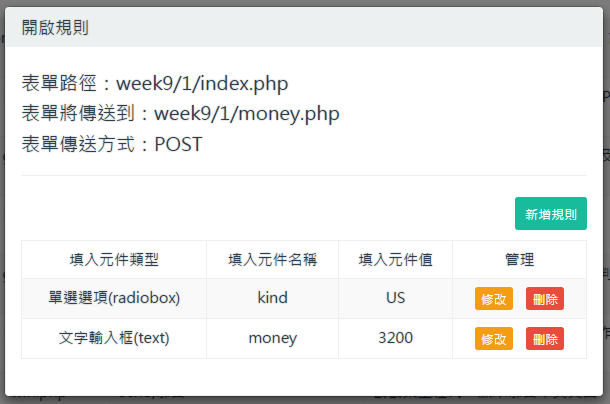 開啟規則
表單路徑：week9/1/index.php
表單將傳送到：week9/1/money.php
表單傳送方式：POST
新增規則
填入元件類型 填入元件名稱 填入元件值 管理
單選選項(radiobox) kind US 修改 刪除
文字輸入框(text) money 3200 修改 刪除